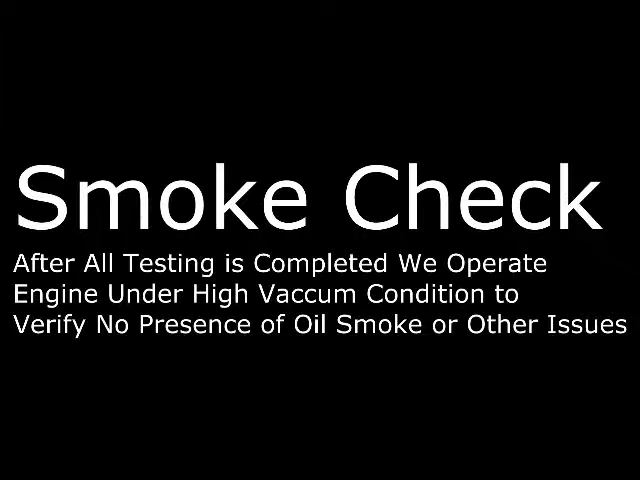 Smoke Check
After All Testing is Completed We Operate
Engine Under High Vaccum Condition to
Verify No Presence of Oil Smoke or Other Issues